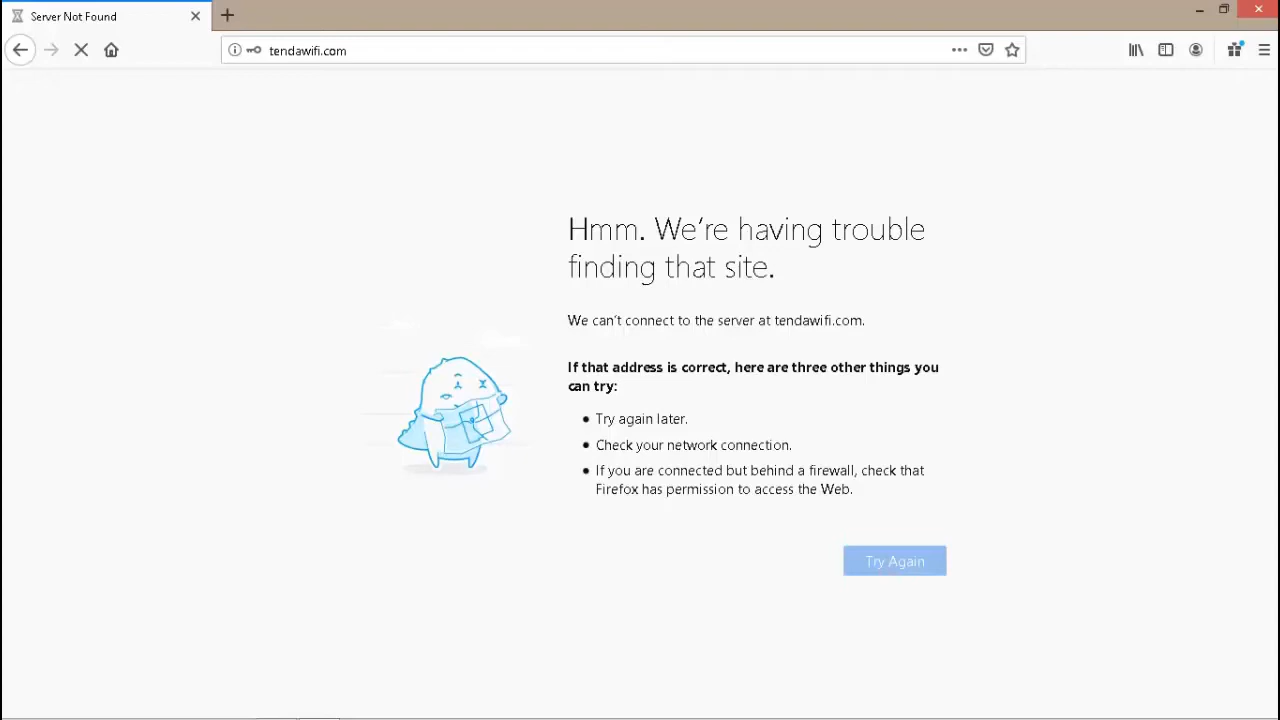 Server Not Found
tendawifi.com
Hmm. We're having trouble
finding that site.
We can't connect to the server at tendawifi.com.
If that address is correct, here are three other things you
can try:
Try again later.
Check your network connection.
If you are connected but behind a firewall, check that
Firefox has permission to access the Web.
Try Again